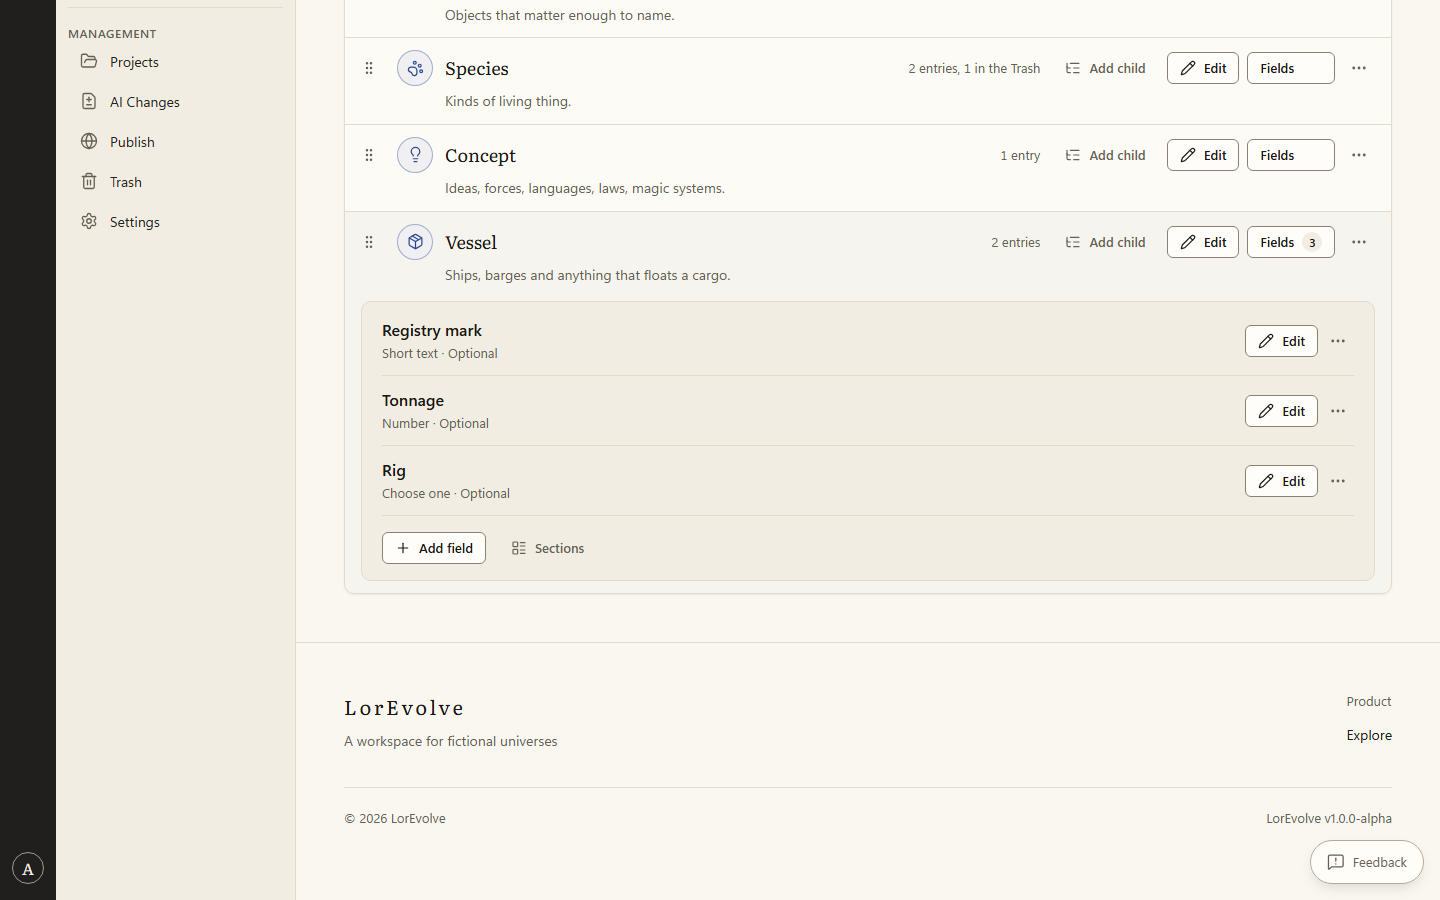 Objects that matter enough to name.
MANAGEMENT
Projects
AI Changes
Publish
Trash
Settings
Species
2 entries, 1 in the Trash
Add child
Edit
Fields
Kinds of living thing.
Concept
1 entry
Add child
Edit
Fields
Ideas, forces, languages, laws, magic systems.
Vessel
2 entries
Add child
Edit
Fields 3
Ships, barges and anything that floats a cargo.
Registry mark
Short text · Optional
Edit
Tonnage
Number · Optional
Edit
Rig
Choose one · Optional
Edit
Add field
Sections
LorEvolve
A workspace for fictional universes
Product
Explore
© 2026 LorEvolve
LorEvolve v1.0.0-alpha
A
Feedback